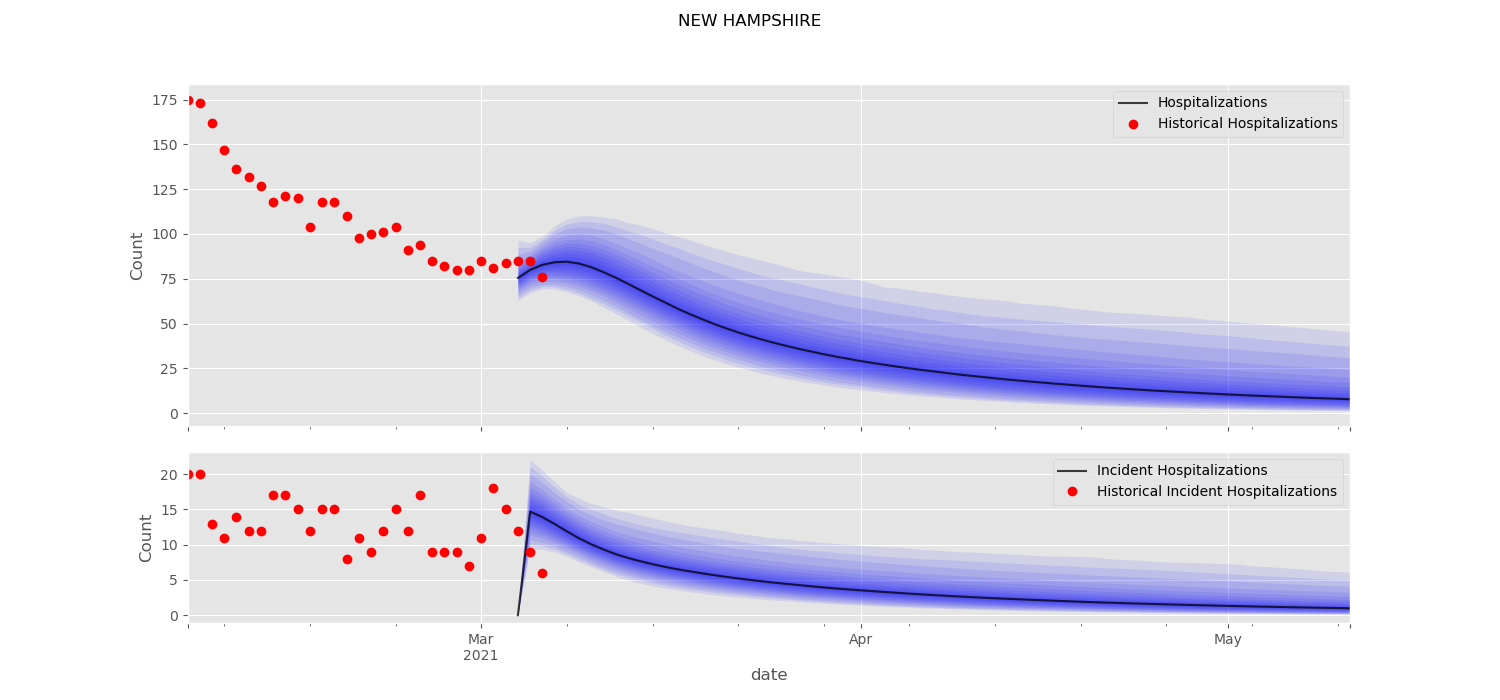 NEW HAMPSHIRE
175
150
125
100
75
50
25
0
Count
Hospitalizations
Historical Hospitalizations
20
15
10
5
0
Count
Incident Hospitalizations
Historical Incident Hospitalizations
Mar
2021
Apr
May
date